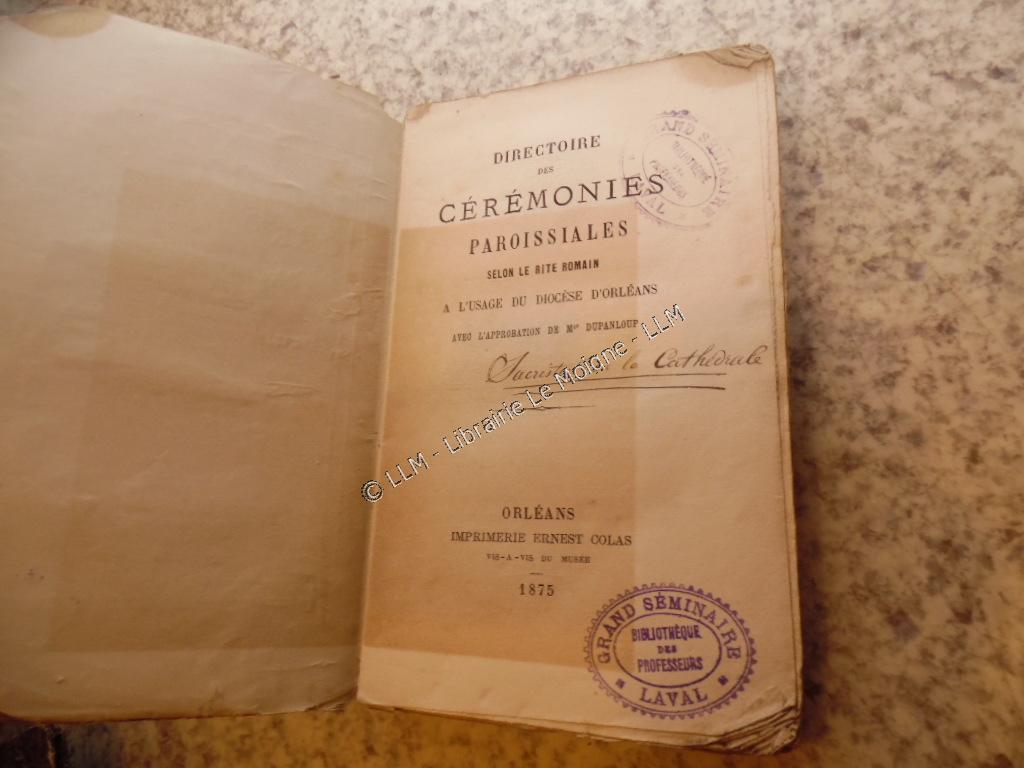 DIRECTOIRE
DES
CÉRÉMONIES
PAROISSIALES
SELON LE RITE ROMAIN
A L'USAGE DU DIOCÈSE D'ORLÉANS
AVEC L'APPROBATION DE Mgr DUPANLOUP
la Cathédrale
ORLÉANS
IMPRIMERIE ERNEST COLAS
VIS-A-VIS DU MUSÉE
1875
GRAND SÉMINAIRE
LAVAL
GRAND SÉMINAIRE
BIBLIOTHÈQUE
DES
PROFESSEURS
LAVAL
© LLM - Librairie Le Moigne - LLM